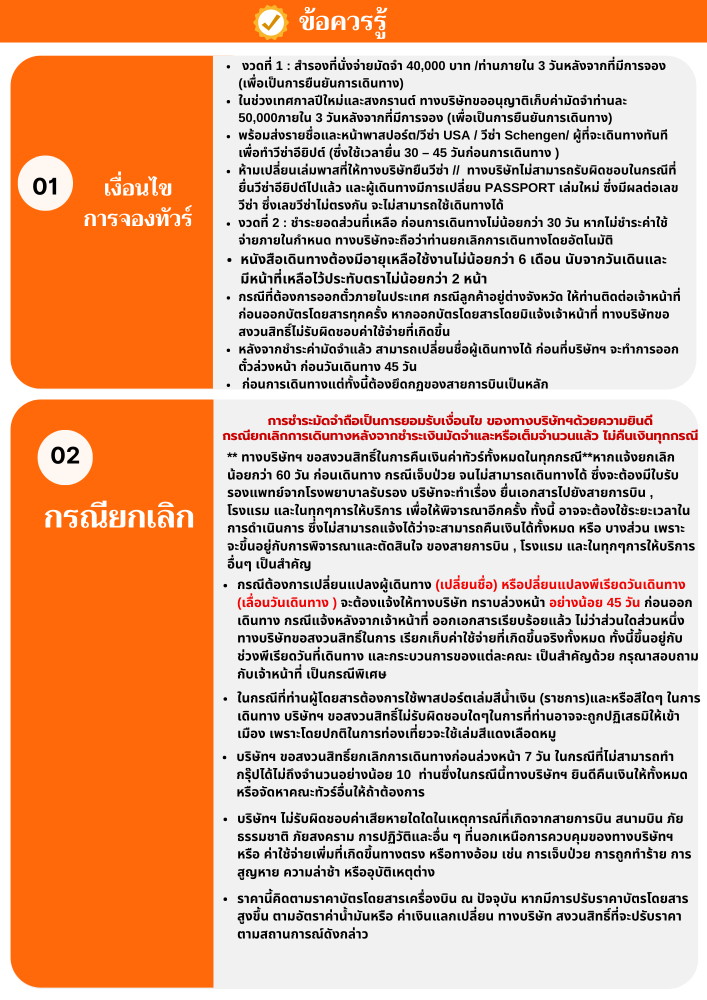 ข้อควรรู้
01
เงื่อนไข
การจองทัวร์
• งวดที่ 1 : สำรองที่นั่งจ่ายมัดจำ 40,000 บาท /ท่านภายใน 3 วันหลังจากที่มีการจอง
(เพื่อเป็นการยืนยันการเดินทาง)
• ในช่วงเทศกาลปีใหม่และสงกรานต์ ทางบริษัทขออนุญาติเก็บค่ามัดจำท่านละ
50,000ภายใน 3 วันหลังจากที่มีการจอง (เพื่อเป็นการยืนยันการเดินทาง)
• พร้อมส่งรายชื่อและหน้าพาสปอร์ต/วีซ่า USA / วีซ่า Schengen/ ผู้ที่จะเดินทางทันที
เพื่อทำวีซ่าอียิปต์ (ซึ่งใช้เวลายื่น 30 – 45 วันก่อนการเดินทาง )
• ห้ามเปลี่ยนเล่มพาสที่ให้ทางบริษัทยืนวีซ่า // ทางบริษัทไม่สามารถรับผิดชอบในกรณีที่
ยื่นวีซ่าอียิปต์ไปแล้ว และผู้เดินทางมีการเปลี่ยน PASSPORT เล่มใหม่ ซึ่งมีผลต่อเลข
วีซ่า ซึ่งเลขวีซ่าไม่ตรงกัน จะไม่สามารถใช้เดินทางได้
• งวดที่ 2 : ชำระยอดส่วนที่เหลือ ก่อนการเดินทางไม่น้อยกว่า 30 วัน หากไม่ชำระค่าใช้
จ่ายภายในกำหนด ทางบริษัทจะถือว่าท่านยกเลิกการเดินทางโดยอัตโนมัติ
• หนังสือเดินทางต้องมีอายุเหลือใช้งานไม่น้อยกว่า 6 เดือน นับจากวันเดินและ
มีหน้าที่เหลือไว้ประทับตราไม่น้อยกว่า 2 หน้า
• กรณีที่ต้องการออกตั๋วภายในประเทศ กรณีลูกค้าอยู่ต่างจังหวัด ให้ท่านติดต่อเจ้าหน้าที่
ก่อนออกบัตรโดยสารทุกครั้ง หากออกบัตรโดยสารโดยมิแจ้งเจ้าหน้าที่ ทางบริษัทขอ
สงวนสิทธิ์ไม่รับผิดชอบค่าใช้จ่ายที่เกิดขึ้น
• หลังจากชำระค่ามัดจำแล้ว สามารถเปลี่ยนชื่อผู้เดินทางได้ ก่อนที่บริษัทฯ จะทำการออก
ตั๋วล่วงหน้า ก่อนวันเดินทาง 45 วัน
• ก่อนการเดินทางแต่ทั้งนี้ต้องยึดกฏของสายการบินเป็นหลัก
02
กรณียกเลิก
การชำระมัดจำถือเป็นการยอมรับเงื่อนไข ของทางบริษัทฯด้วยความยินดี
กรณียกเลิกการเดินทางหลังจากชำระเงินมัดจำและหรือเต็มจำนวนแล้ว ไม่คืนเงินทุกกรณี
** ทางบริษัทฯ ขอสงวนสิทธิ์ในการคืนเงินค่าทัวร์ทั้งหมดในทุกกรณี**หากแจ้งยกเลิก
น้อยกว่า 60 วัน ก่อนเดินทาง กรณีเจ็บป่วย จนไม่สามารถเดินทางได้ ซึ่งจะต้องมีใบรับ
รองแพทย์จากโรงพยาบาลรับรอง บริษัทจะทำเรื่อง ยื่นเอกสารไปยังสายการบิน ,
โรงแรม และในทุกๆการให้บริการ เพื่อให้พิจารณาอีกครั้ง ทั้งนี้ อาจจะต้องใช้ระยะเวลาใน
การดำเนินการ ซึ่งไม่สามารถแจ้งได้ว่าจะสามารถคืนเงินได้ทั้งหมด หรือ บางส่วน เพราะ
จะขึ้นอยู่กับการพิจารณาและตัดสินใจ ของสายการบิน , โรงแรม และในทุกๆการให้บริการ
อื่นๆ เป็นสำคัญ
• กรณีต้องการเปลี่ยนแปลงผู้เดินทาง (เปลี่ยนชื่อ) หรือปลี่ยนแปลงพีเรียดวันเดินทาง
(เลื่อนวันเดินทาง ) จะต้องแจ้งให้ทางบริษัท ทราบล่วงหน้า อย่างน้อย 45 วัน ก่อนออก
เดินทาง กรณีแจ้งหลังจากเจ้าหน้าที่ ออกเอกสารเรียบร้อยแล้ว ไม่ว่าส่วนใดส่วนหนึ่ง
ทางบริษัทขอสงวนสิทธิ์ในการ เรียกเก็บค่าใช้จ่ายที่เกิดขึ้นจริงทั้งหมด ทั้งนี้ขึ้นอยู่กับ
ช่วงพีเรียดวันที่เดินทาง และกระบวนการของแต่ละคณะ เป็นสำคัญด้วย กรุณาสอบถาม
กับเจ้าหน้าที่ เป็นกรณีพิเศษ
• ในกรณีที่ท่านผู้โดยสารต้องการใช้พาสปอร์ตเล่มสีน้ำเงิน (ราชการ)และหรือสีใดๆ ในการ
เดินทาง บริษัทฯ ขอสงวนสิทธิ์ไม่รับผิดชอบใดๆในการที่ท่านอาจจะถูกปฏิเสธมิให้เข้า
เมือง เพราะโดยปกติในการท่องเที่ยวจะใช้เล่มสีแดงเลือดหมู
• บริษัทฯ ขอสงวนสิทธิ์ยกเลิกการเดินทางก่อนล่วงหน้า 7 วัน ในกรณีที่ไม่สามารถทำ
กรุ๊ปได้ไม่ถึงจำนวนอย่างน้อย 10 ท่านซึ่งในกรณีนี้ทางบริษัทฯ ยินดีคืนเงินให้ทั้งหมด
หรือจัดหาคณะทัวร์อื่นให้ถ้าต้องการ
• บริษัทฯ ไม่รับผิดชอบค่าเสียหายใดใดในเหตุการณ์ที่เกิดจากสายการบิน สนามบิน ภัย
ธรรมชาติ ภัยสงคราม การปฏิวัติและอื่น ๆ ที่นอกเหนือการควบคุมของทางบริษัทฯ
หรือ ค่าใช้จ่ายเพิ่มที่เกิดขึ้นทางตรง หรือทางอ้อม เช่น การเจ็บป่วย การถูกทำร้าย การ
สูญหาย ความล่าช้า หรืออุบัติเหตุต่าง
• ราคานี้คิดตามราคาบัตรโดยสารเครื่องบิน ณ ปัจจุบัน หากมีการปรับราคาบัตรโดยสาร
สูงขึ้น ตามอัตราค่าน้ำมันหรือ ค่าเงินแลกเปลี่ยน ทางบริษัท สงวนสิทธิ์ที่จะปรับราคา
ตามสถานการณ์ดังกล่าว